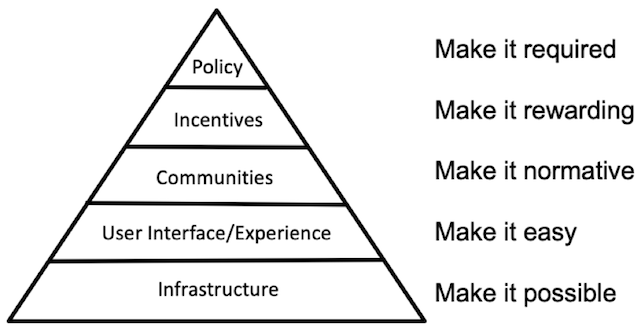 Policy
Make it required
Incentives
Make it rewarding
Communities
Make it normative
User Interface/Experience
Make it easy
Infrastructure
Make it possible